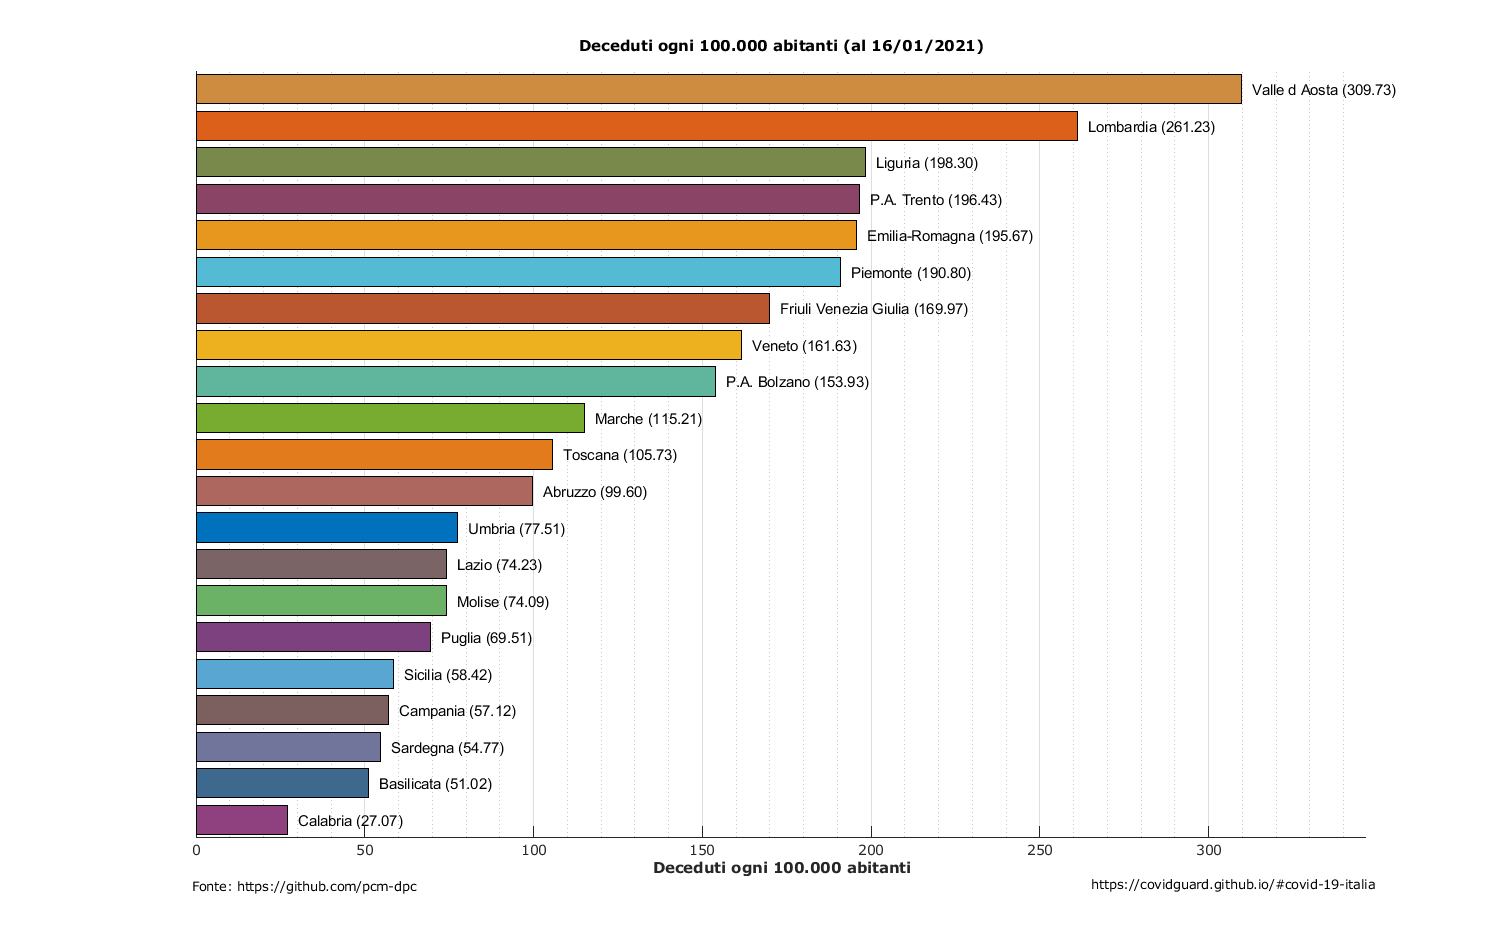 Deceduti ogni 100.000 abitanti (al 16/01/2021)
Valle d Aosta (309.73)
Lombardia (261.23)
Liguria (198.30)
P.A. Trento (196.43)
Emilia-Romagna (195.67)
Piemonte (190.80)
Friuli Venezia Giulia (169.97)
Veneto (161.63)
P.A. Bolzano (153.93)
Marche (115.21)
Toscana (105.73)
Abruzzo (99.60)
Umbria (77.51)
Lazio (74.23)
Molise (74.09)
Puglia (69.51)
Sicilia (58.42)
Campania (57.12)
Sardegna (54.77)
Basilicata (51.02)
Calabria (27.07)
0 50 100 150 200 250 300
Deceduti ogni 100.000 abitanti
Fonte: https://github.com/pcm-dpc
https://covidguard.github.io/#covid-19-italia